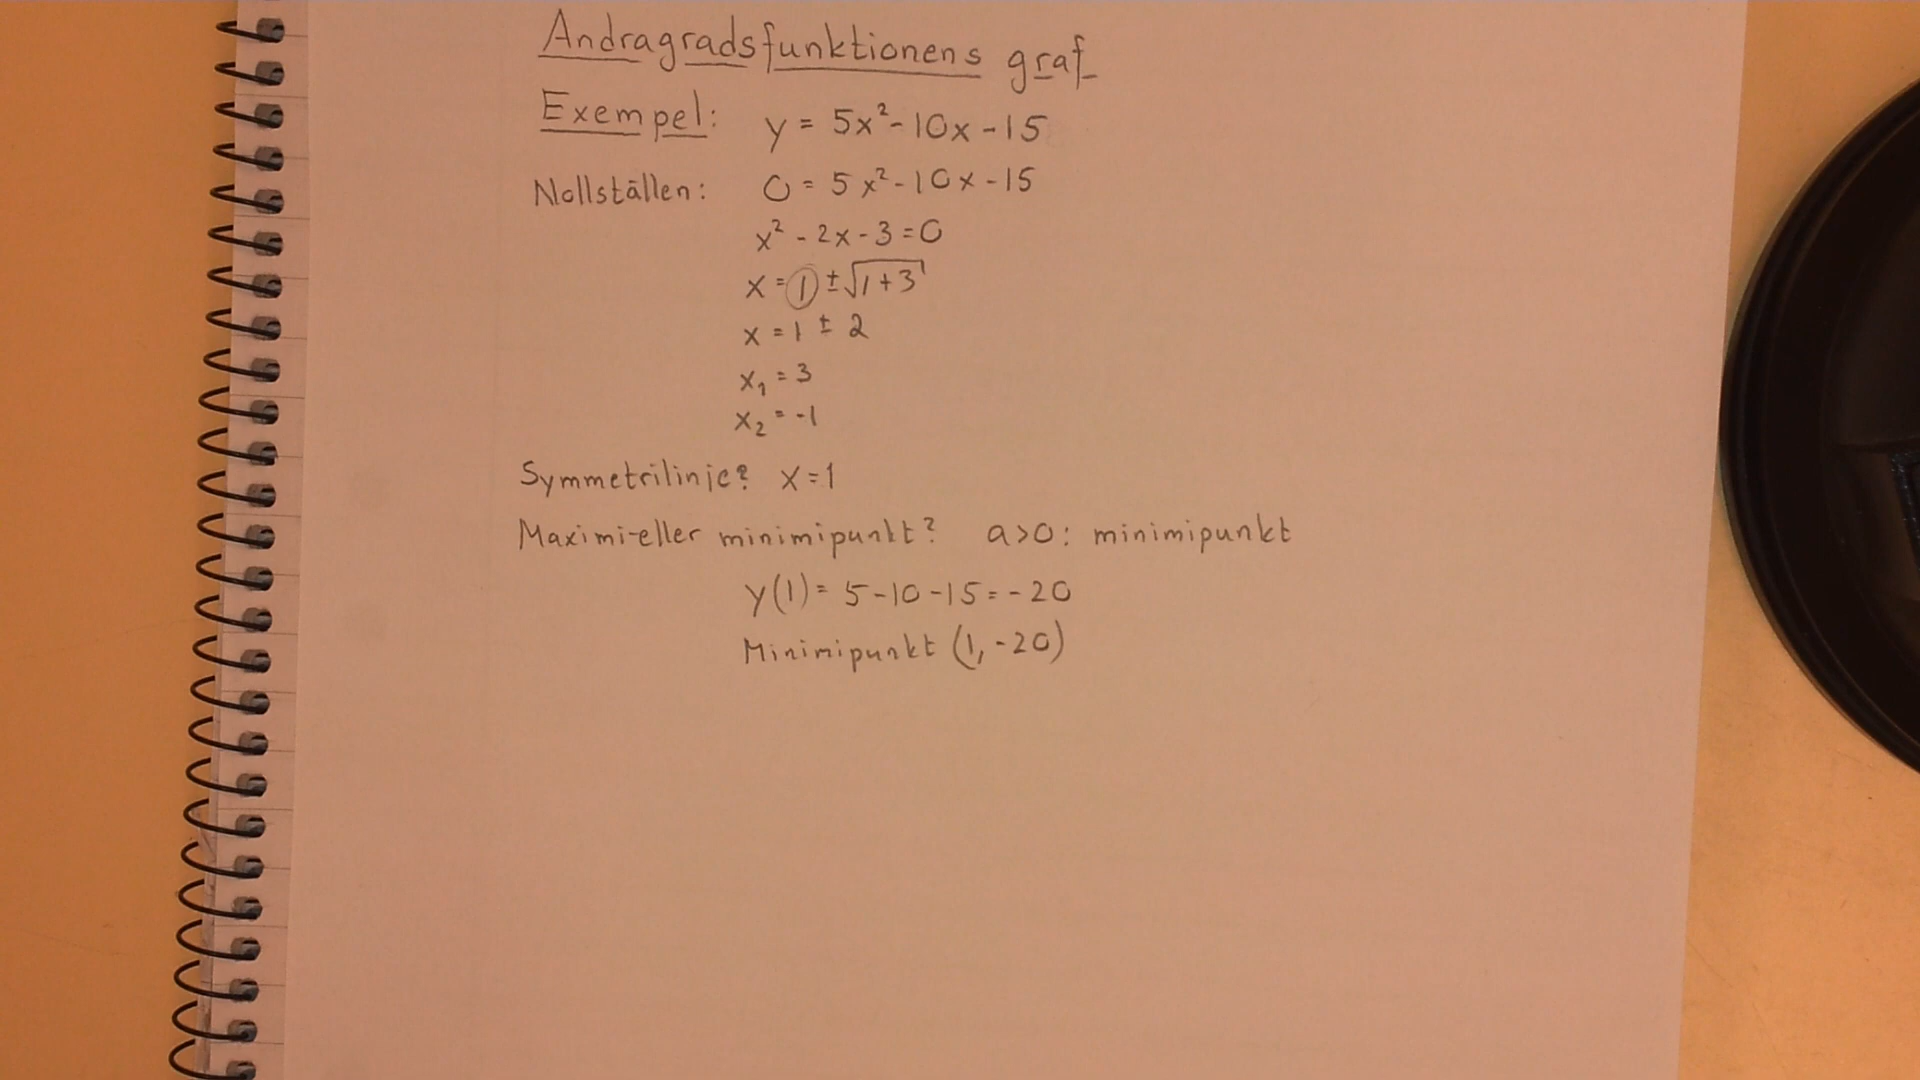 Andragradsfunktionens graf
Exempel: y = 5x² - 10x - 15
Nollställen: 0 = 5x² - 10x - 15
x² - 2x - 3 = 0
x = 1 ± √1+3
x = 1 ± 2
x₁ = 3
x₂ = -1
Symmetrilinje? x = 1
Maximi-eller minimipunkt? a>0: minimipunkt
y(1) = 5 - 10 - 15 = -20
Minimipunkt (1, -20)